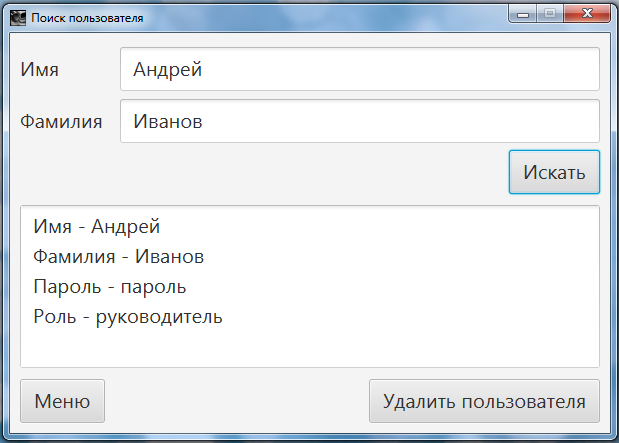 Поиск пользователя
Имя
Андрей
Фамилия
Иванов
Искать
Имя - Андрей
Фамилия - Иванов
Пароль - пароль
Роль - руководитель
Меню
Удалить пользователя